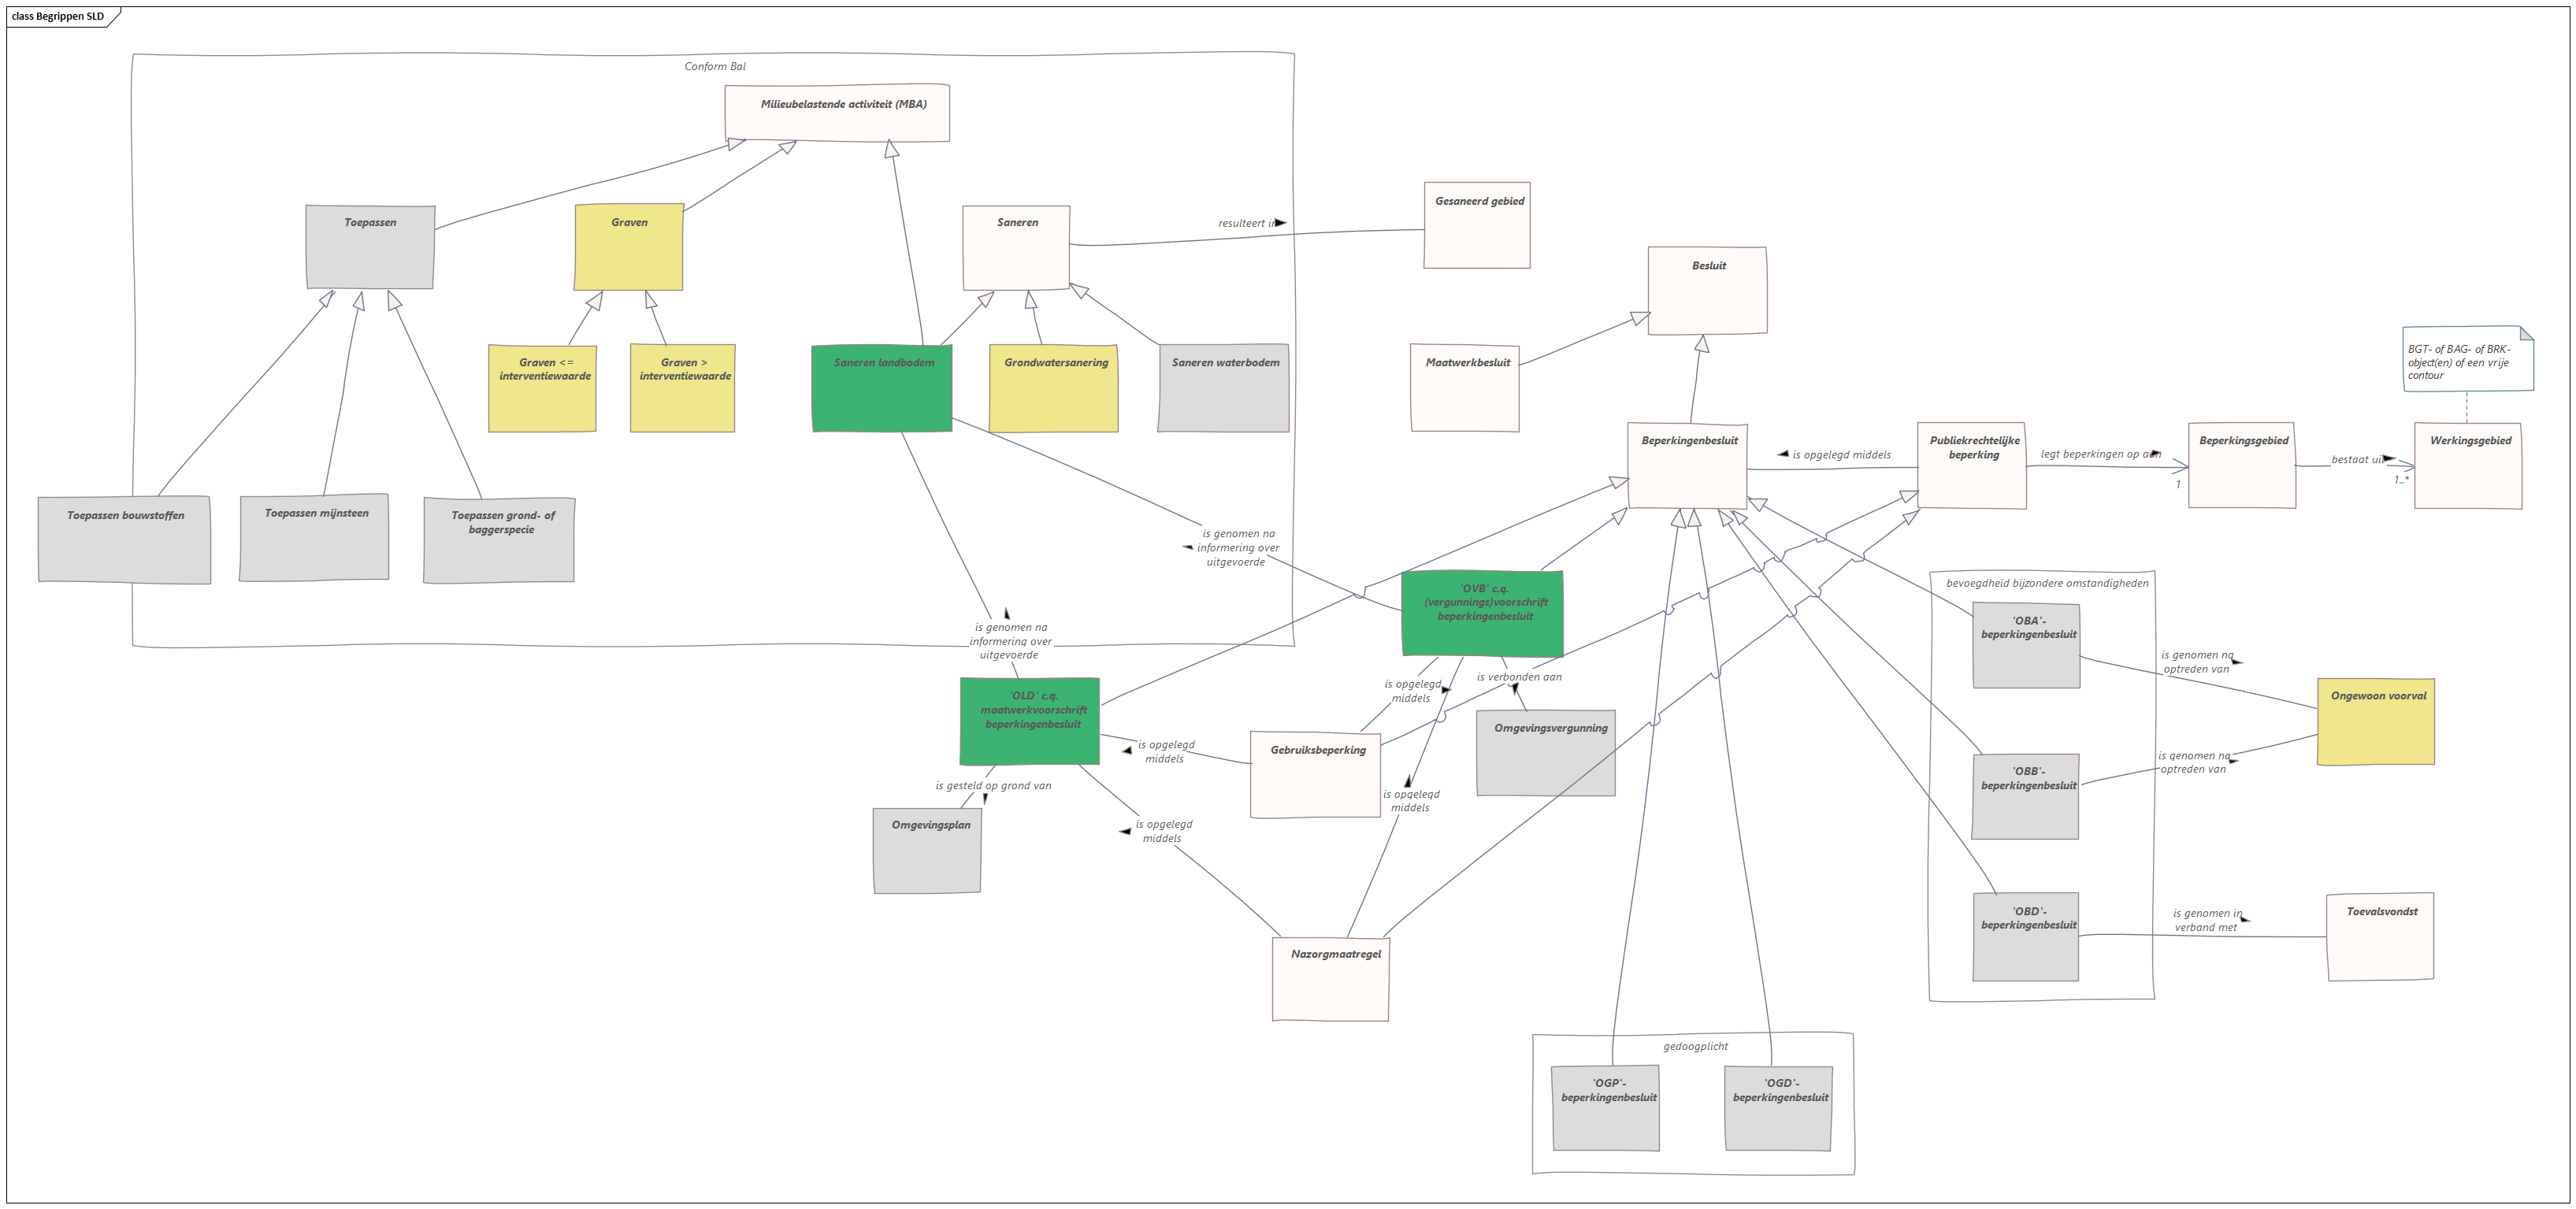 class Begrippen SLD
Conform Bal
Milieubelastende activiteit (MBA)
Toepassen
Graven
Saneren
resulteert in
Gesaneerd gebied
Besluit
Graven <=
interventiewaarde
Graven >
interventiewaarde
Saneren landbodem
Grondwatersanering
Saneren waterbodem
Maatwerkbesluit
BGT- of BAG- of BRK-
object(en) of een vrije
contour
Beperkingenbesluit
is opgelegd middels
Publiekrechtelijke
beperking
legt beperkingen op aan
1
Beperkingsgebied
bestaat uit
1..*
Werkingsgebied
Toepassen bouwstoffen
Toepassen mijnsteen
Toepassen grond- of
baggerspecie
is genomen na
informering over
uitgevoerde
'OVB' c.q.
(vergunnings)voorschrift
beperkingenbesluit
bevoegdheid bijzondere omstandigheden
'OBA'-
beperkingenbesluit
is genomen na
informering over
uitgevoerde
is genomen na
optreden van
'OLD' c.q.
maatwerkvoorschrift
beperkingenbesluit
is opgelegd
middels
is verbonden aan
Omgevingsvergunning
Ongewoon voorval
is opgelegd
middels
Gebruiksbeperking
is genomen na
optreden van
'OBB'-
beperkingenbesluit
is gesteld op grond van
is opgelegd
middels
Omgevingsplan
is opgelegd
middels
'OBD'-
beperkingenbesluit
is genomen in
verband met
Toevalsvondst
Nazorgmaatregel
gedoogplicht
'OGP'-
beperkingenbesluit
'OGD'-
beperkingenbesluit